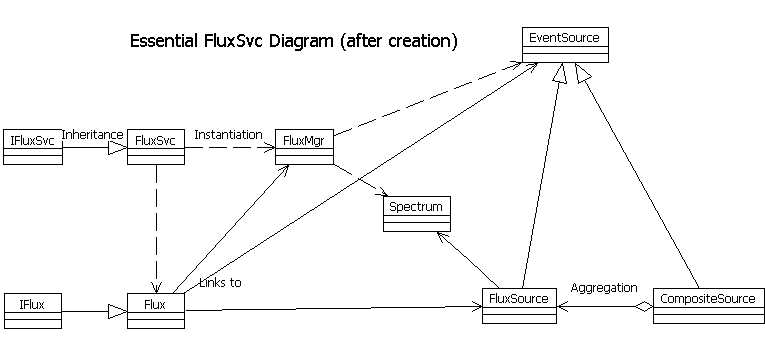 Essential FluxSvc Diagram (after creation)
EventSource
IFluxSvc
Inheritance
FluxSvc
Instantiation
FluxMgr
Spectrum
Links to
IFlux
Flux
FluxSource
Aggregation
CompositeSource